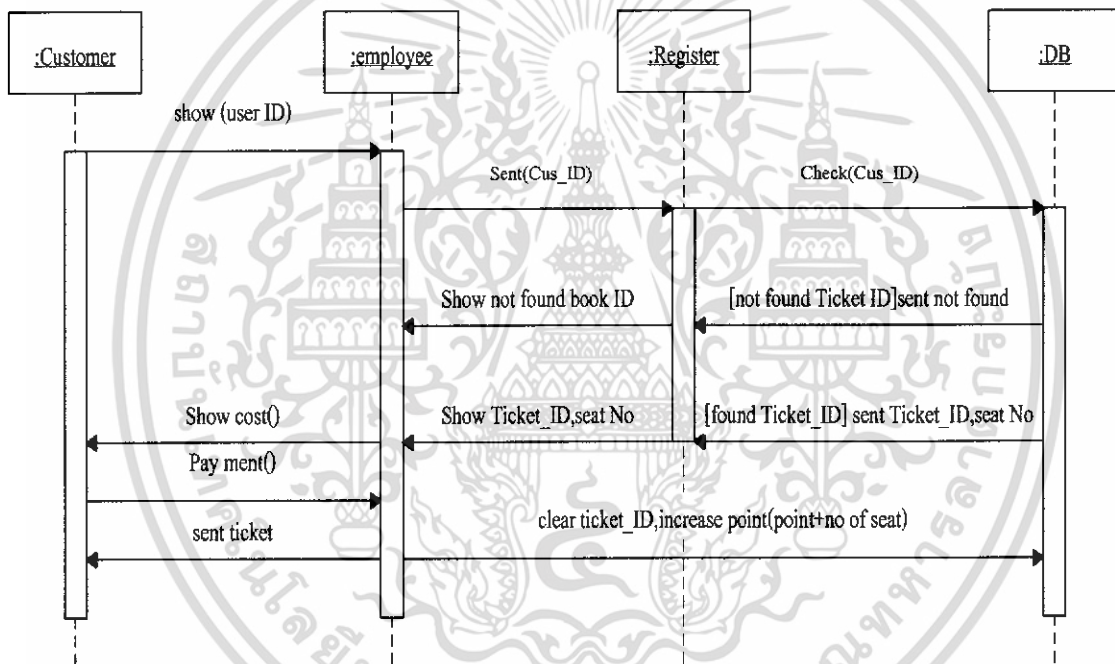 :Customer
:employee
:Register
:DB
show (user ID)
Sent(Cus_ID)
Check(Cus_ID)
Show not found book ID
[not found Ticket ID]sent not found
Show cost()
Show Ticket_ID,seat No
[found Ticket_ID] sent Ticket_ID,seat No
Pay ment()
sent ticket
clear ticket_ID,increase point(point+no of seat)